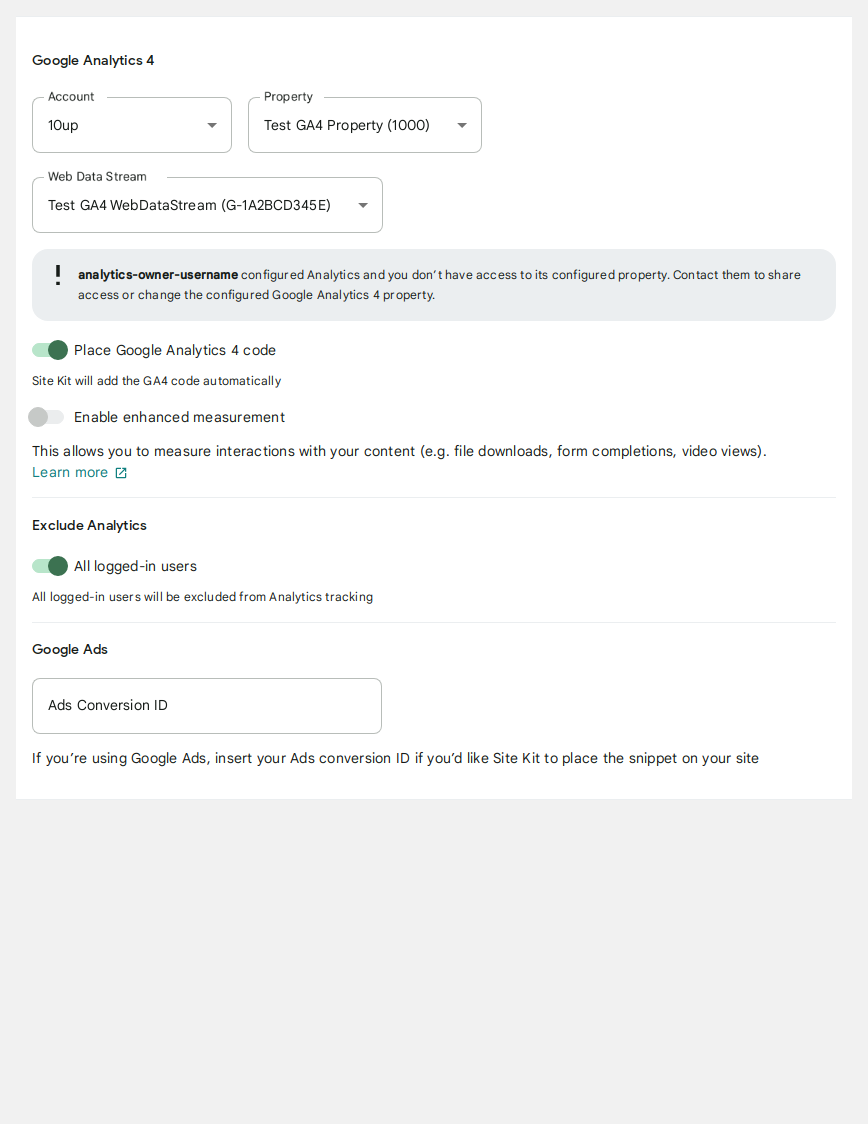 Google Analytics 4
Account
10up
Property
Test GA4 Property (1000)
Web Data Stream
Test GA4 WebDataStream (G-1A2BCD345E)
analytics-owner-username configured Analytics and you don’t have access to its configured property. Contact them to share
access or change the configured Google Analytics 4 property.
Place Google Analytics 4 code
Site Kit will add the GA4 code automatically
Enable enhanced measurement
This allows you to measure interactions with your content (e.g. file downloads, form completions, video views).
Learn more
Exclude Analytics
All logged-in users
All logged-in users will be excluded from Analytics tracking
Google Ads
Ads Conversion ID
If you’re using Google Ads, insert your Ads conversion ID if you’d like Site Kit to place the snippet on your site